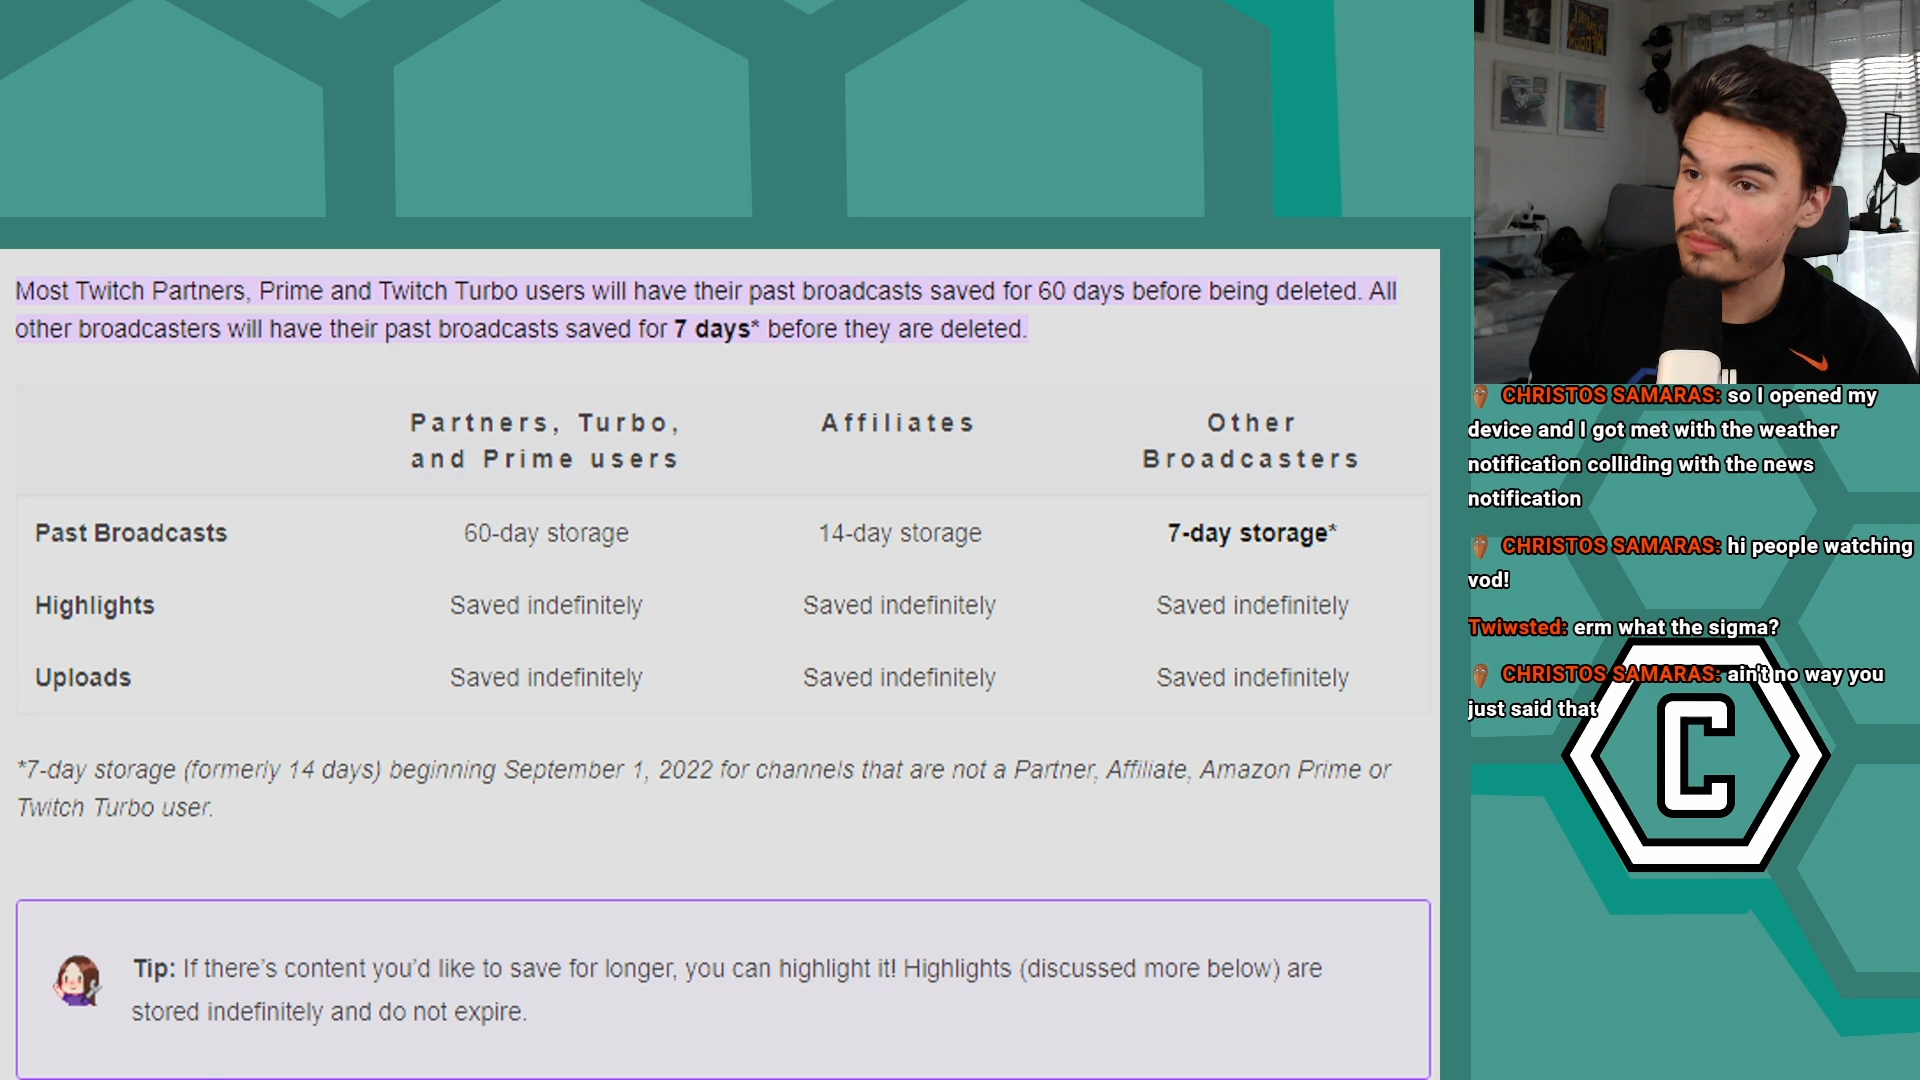 Most Twitch Partners, Prime and Twitch Turbo users will have their past broadcasts saved for 60 days before being deleted. All
other broadcasters will have their past broadcasts saved for 7 days* before they are deleted.
Partners, Turbo,
and Prime users
Affiliates
Other
Broadcasters
Past Broadcasts
60-day storage
14-day storage
7-day storage*
Highlights
Saved indefinitely
Saved indefinitely
Saved indefinitely
Uploads
Saved indefinitely
Saved indefinitely
Saved indefinitely
*7-day storage (formerly 14 days) beginning September 1, 2022 for channels that are not a Partner, Affiliate, Amazon Prime or
Twitch Turbo user.
Tip: If there’s content you’d like to save for longer, you can highlight it! Highlights (discussed more below) are
stored indefinitely and do not expire.
CHRISTOS SAMARAS: so I opened my
device and I got met with the weather
notification colliding with the news
notification
CHRISTOS SAMARAS: hi people watching
vod!
Twiwsted: erm what the sigma?
CHRISTOS SAMARAS: ain't no way you
just said that
C